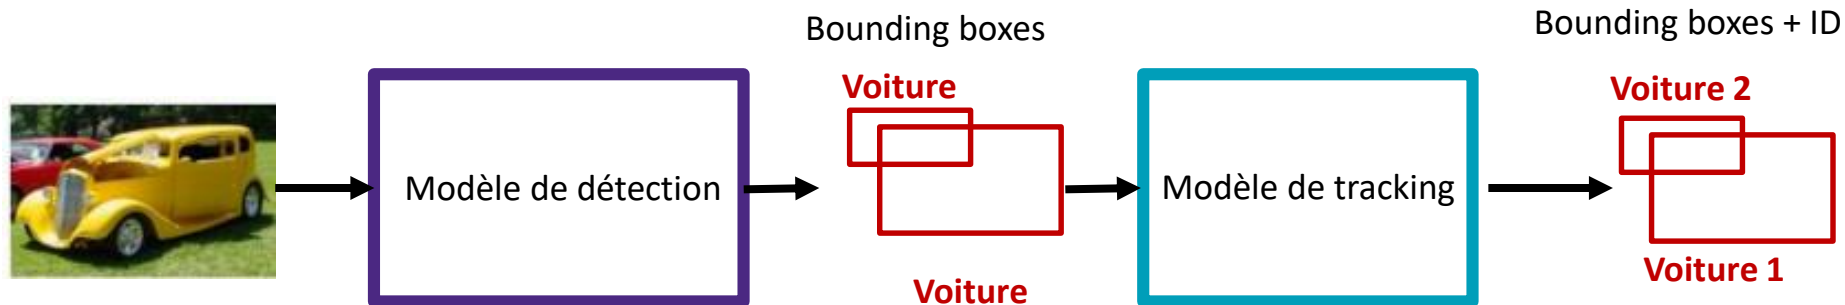 Bounding boxes
Bounding boxes + ID
Voiture
Voiture 2
Modèle de détection
Modèle de tracking
Voiture
Voiture 1